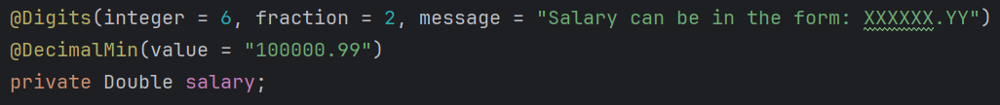 @Digits(integer = 6, fraction = 2, message = "Salary can be in the form: XXXXXX.YY")
@DecimalMin(value = "100000.99")
private Double salary;